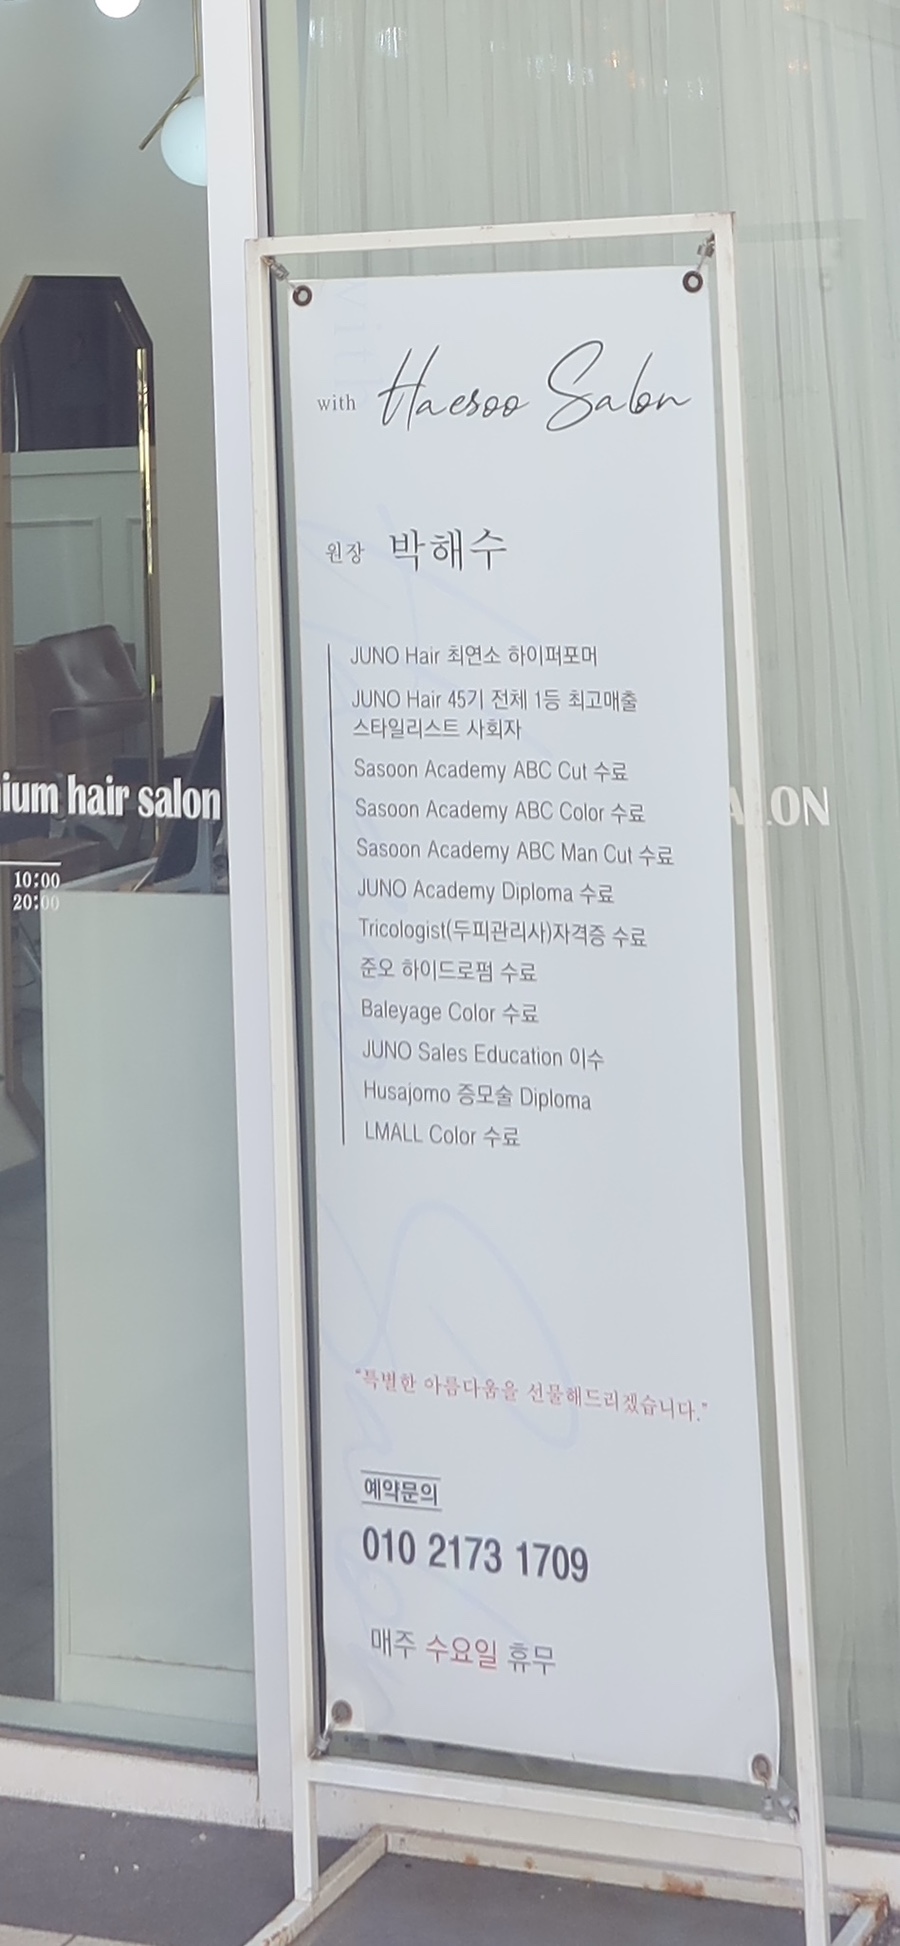 with Haesoo Salon
원장 박해수
JUNO Hair 최연소 하이퍼포머
JUNO Hair 45기 전체 1등 최고매출
스타일리스트 사회자
Sasoon Academy ABC Cut 수료
Sasoon Academy ABC Color 수료
Sasoon Academy ABC Man Cut 수료
JUNO Academy Diploma 수료
Tricologist(두피관리사)자격증 수료
준오 하이드로펌 수료
Baleyage Color 수료
JUNO Sales Education 이수
Husajomo 증모술 Diploma
LMALL Color 수료
"특별한 아름다움을 선물해드리겠습니다."
예약문의
010 2173 1709
매주 수요일 휴무
ium hair salon
10:00
20:00
ALON